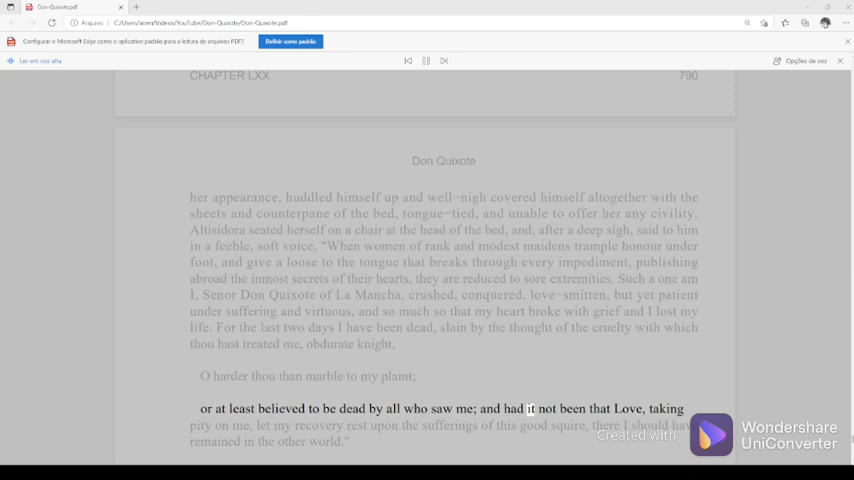 Don-Quixote.pdf
Arquivo | C:/Users/acers/Videos/YouTube/Don-Quixote/Don-Quixote.pdf
Configurar o Microsoft Edge como o aplicativo padrão para a leitura de arquivos PDF? Definir como padrão
Ler em voz alta Opções de voz
CHAPTER LXX 790
Don Quixote
her appearance, huddled himself up and well-nigh covered himself altogether with the
sheets and counterpane of the bed, tongue-tied, and unable to offer her any civility.
Altisidora seated herself on a chair at the head of the bed, and, after a deep sigh, said to him
in a feeble, soft voice, "When women of rank and modest maidens trample honour under
foot, and give a loose to the tongue that breaks through every impediment, publishing
abroad the inmost secrets of their hearts, they are reduced to sore extremities. Such a one am
I, Senor Don Quixote of La Mancha, crushed, conquered, love-smitten, but yet patient
under suffering and virtuous, and so much so that my heart broke with grief and I lost my
life. For the last two days I have been dead, slain by the thought of the cruelty with which
thou hast treated me, obdurate knight,
O harder thou than marble to my plaint;
or at least believed to be dead by all who saw me; and had it not been that Love, taking
pity on me, let my recovery rest upon the sufferings of this good squire, there I should have
remained in the other world."
Created with Wondershare
UniConverter